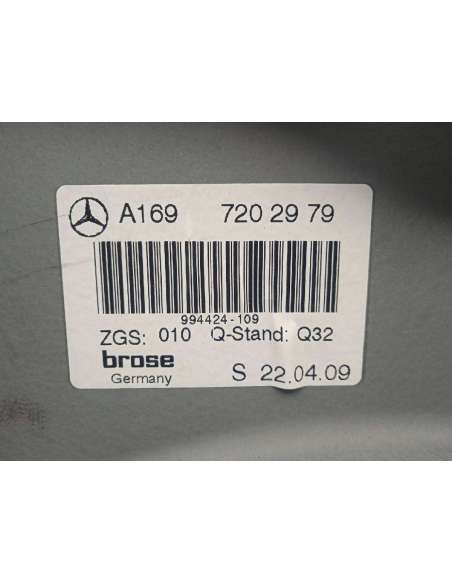 A169 720 29 79
994424-109
ZGS: 010 Q-Stand: Q32
brose
Germany S 22.04.09